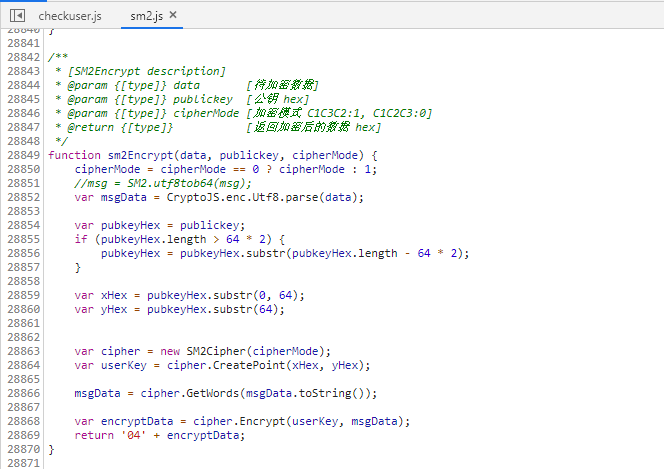 checkuser.js sm2.js ×
28840 }
28841
28842 /**
28843  * [SM2Encrypt description]
28844  * @param {[type]} data       [待加密数据]
28845  * @param {[type]} publickey  [公钥 hex]
28846  * @param {[type]} cipherMode [加密模式 C1C3C2:1, C1C2C3:0]
28847  * @return {[type]}           [返回加密后的数据 hex]
28848  */
28849 function sm2Encrypt(data, publickey, cipherMode) {
28850     cipherMode = cipherMode == 0 ? cipherMode : 1;
28851     //msg = SM2.utf8tob64(msg);
28852     var msgData = CryptoJS.enc.Utf8.parse(data);
28853
28854     var pubkeyHex = publickey;
28855     if (pubkeyHex.length > 64 * 2) {
28856         pubkeyHex = pubkeyHex.substr(pubkeyHex.length - 64 * 2);
28857     }
28858
28859     var xHex = pubkeyHex.substr(0, 64);
28860     var yHex = pubkeyHex.substr(64);
28861
28862
28863     var cipher = new SM2Cipher(cipherMode);
28864     var userKey = cipher.CreatePoint(xHex, yHex);
28865
28866     msgData = cipher.GetWords(msgData.toString());
28867
28868     var encryptData = cipher.Encrypt(userKey, msgData);
28869     return '04' + encryptData;
28870 }
28871